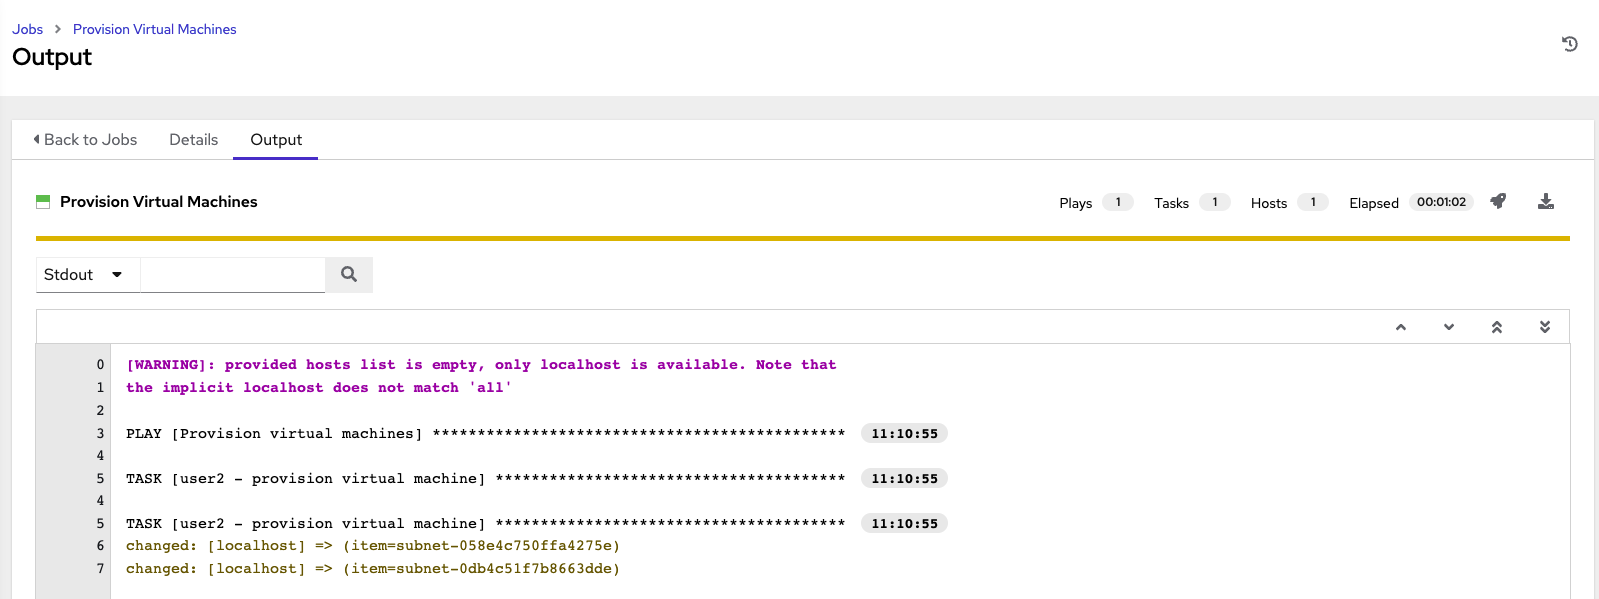 Jobs > Provision Virtual Machines
Output
Back to Jobs Details Output
Provision Virtual Machines Plays 1 Tasks 1 Hosts 1 Elapsed 00:01:02
Stdout
0 [WARNING]: provided hosts list is empty, only localhost is available. Note that
1 the implicit localhost does not match 'all'
2
3 PLAY [Provision virtual machines] ********************************************** 11:10:55
4
5 TASK [user2 - provision virtual machine] *************************************** 11:10:55
4
5 TASK [user2 - provision virtual machine] *************************************** 11:10:55
6 changed: [localhost] => (item=subnet-058e4c750ffa4275e)
7 changed: [localhost] => (item=subnet-0db4c51f7b8663dde)